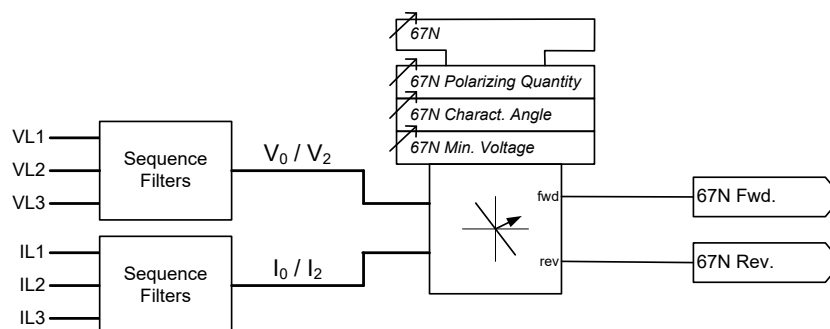 67N
67N Polarizing Quantity
67N Charact. Angle
67N Min. Voltage
VL1
VL2
VL3
Sequence
Filters
V₀ / V₂
IL1
IL2
IL3
Sequence
Filters
I₀ / I₂
fwd
rev
67N Fwd.
67N Rev.